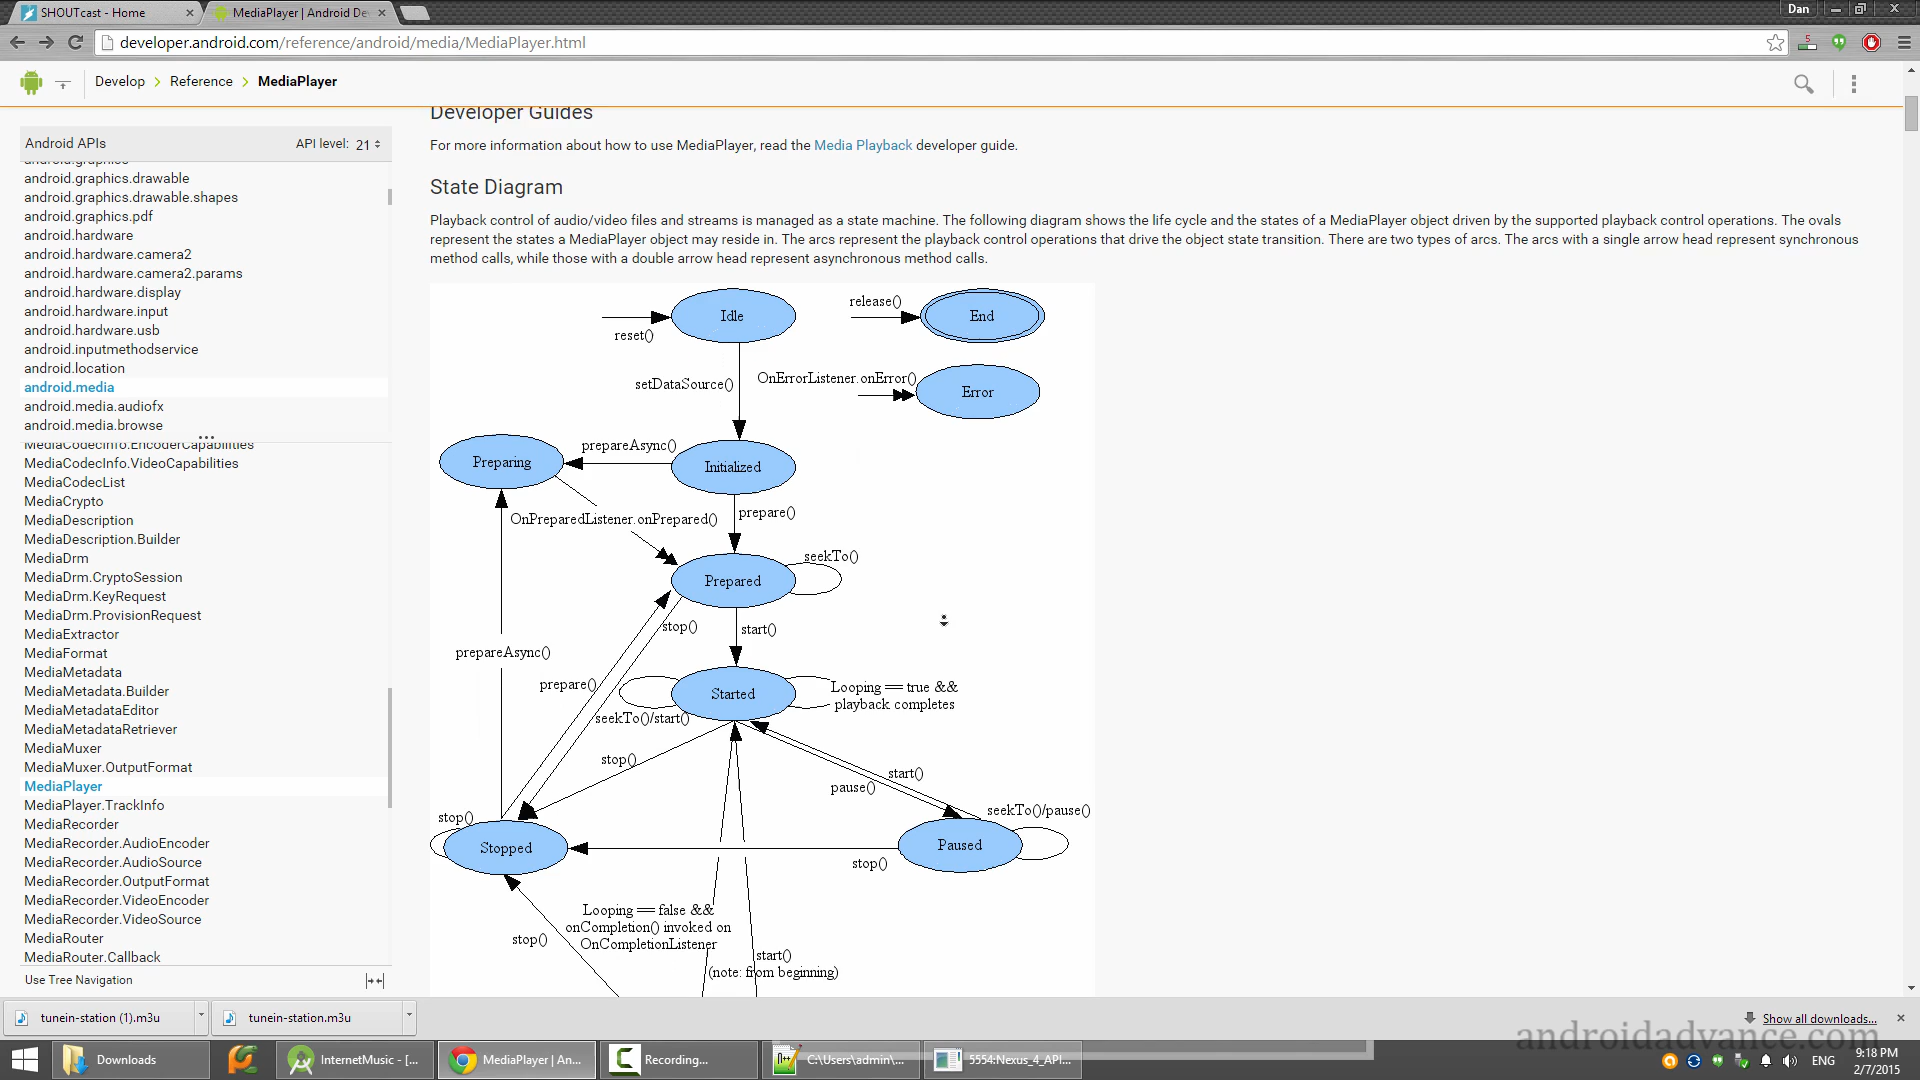 SHOUTcast - Home
MediaPlayer | Android De
Dan
developer.android.com/reference/android/media/MediaPlayer.html
5
Develop > Reference > MediaPlayer
Android APIs
API level: 21
android.graphics
android.graphics.drawable
android.graphics.drawable.shapes
android.graphics.pdf
android.hardware
android.hardware.camera2
android.hardware.camera2.params
android.hardware.display
android.hardware.input
android.hardware.usb
android.inputmethodservice
android.location
android.media
android.media.audiofx
android.media.browse
MediaCodecInfo.EncoderCapabilities
MediaCodecInfo.VideoCapabilities
MediaCodecList
MediaCrypto
MediaDescription
MediaDescription.Builder
MediaDrm
MediaDrm.CryptoSession
MediaDrm.KeyRequest
MediaDrm.ProvisionRequest
MediaExtractor
MediaFormat
MediaMetadata
MediaMetadata.Builder
MediaMetadataEditor
MediaMetadataRetriever
MediaMuxer
MediaMuxer.OutputFormat
MediaPlayer
MediaPlayer.TrackInfo
MediaRecorder
MediaRecorder.AudioEncoder
MediaRecorder.AudioSource
MediaRecorder.OutputFormat
MediaRecorder.VideoEncoder
MediaRecorder.VideoSource
MediaRouter
MediaRouter.Callback
Use Tree Navigation
Developer Guides
For more information about how to use MediaPlayer, read the Media Playback developer guide.
State Diagram
Playback control of audio/video files and streams is managed as a state machine. The following diagram shows the life cycle and the states of a MediaPlayer object driven by the supported playback control operations. The ovals
represent the states a MediaPlayer object may reside in. The arcs represent the playback control operations that drive the object state transition. There are two types of arcs. The arcs with a single arrow head represent synchronous
method calls, while those with a double arrow head represent asynchronous method calls.
reset()
Idle
release()
End
setDataSource()
OnErrorListener.onError()
Error
Preparing
prepareAsync()
Initialized
OnPreparedListener.onPrepared()
prepare()
Prepared
seekTo()
stop()
start()
prepareAsync()
prepare()
Started
Looping == true &&
playback completes
seekTo()/start()
stop()
start()
pause()
seekTo()/pause()
stop()
Stopped
Paused
stop()
Looping == false &&
onCompletion() invoked on
OnCompletionListener
stop()
start()
(note: from beginning)
tunein-station (1).m3u
tunein-station.m3u
Show all downloads...
androidadvance.com
Downloads
InternetMusic - [...
MediaPlayer | An...
Recording...
C:\Users\admin\...
5554:Nexus_4_API...
ENG
9:18 PM
2/7/2015